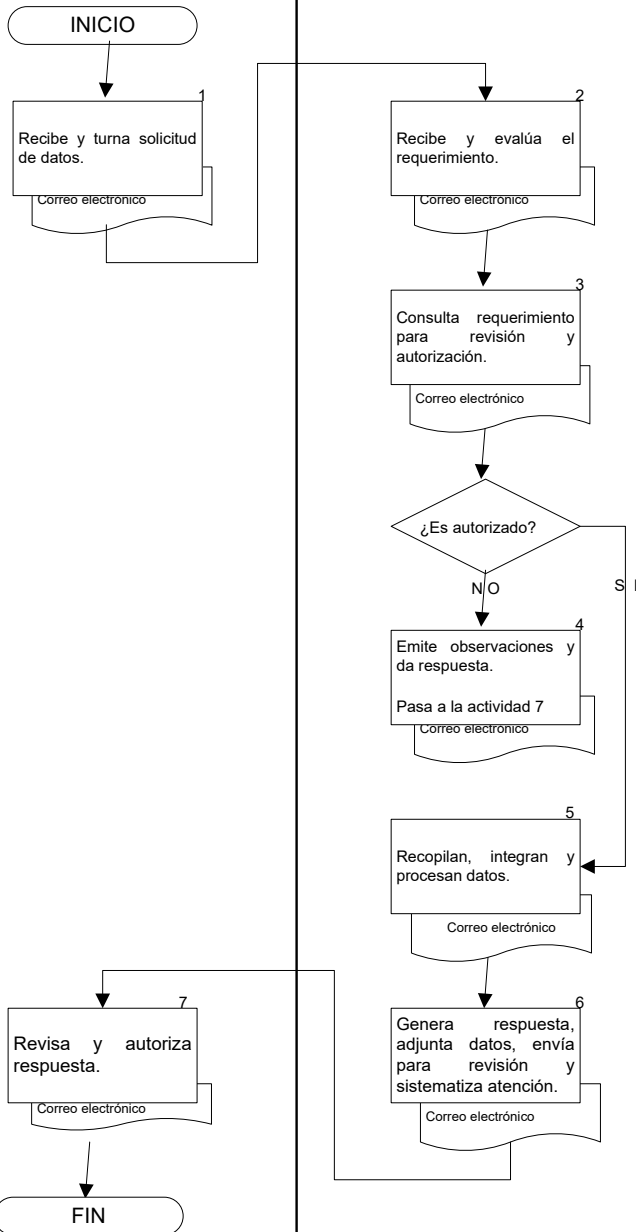 INICIO
1
Recibe y turna solicitud
de datos.
Correo electrónico
2
Recibe y evalúa el
requerimiento.
Correo electrónico
3
Consulta requerimiento
para revisión y
autorización.
Correo electrónico
¿Es autorizado?
N O
S I
4
Emite observaciones y
da respuesta.
Pasa a la actividad 7
Correo electrónico
5
Recopilan, integran y
procesan datos.
Correo electrónico
6
Genera respuesta,
adjunta datos, envía
para revisión y
sistematiza atención.
Correo electrónico
7
Revisa y autoriza
respuesta.
Correo electrónico
FIN